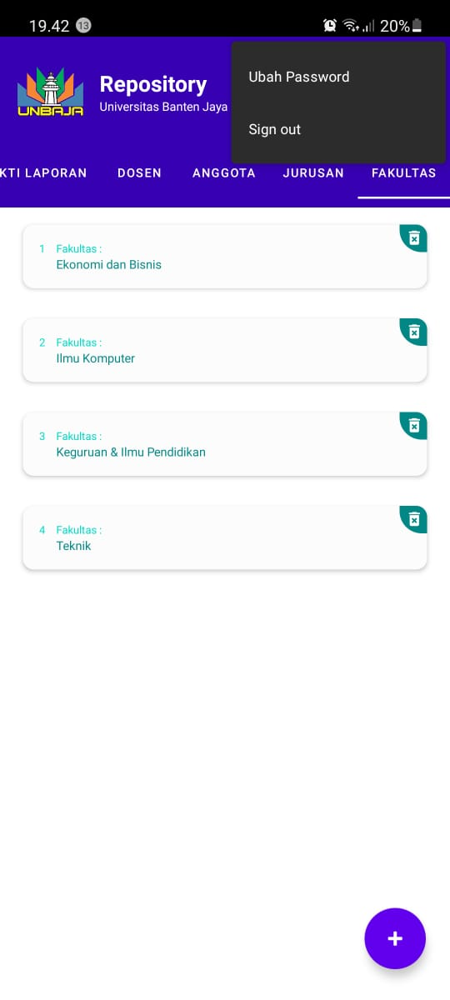 19.42 13 20%
UNBAJA
Repository
Universitas Banten Jaya
Ubah Password
Sign out
KTI LAPORAN DOSEN ANGGOTA JURUSAN FAKULTAS
1 Fakultas :
Ekonomi dan Bisnis
2 Fakultas :
Ilmu Komputer
3 Fakultas :
Keguruan & Ilmu Pendidikan
4 Fakultas :
Teknik
+